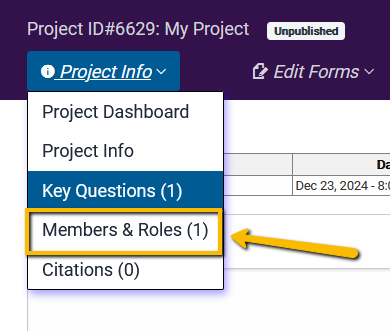 Project ID#6629: My Project Unpublished
Project Info Edit Forms
Project Dashboard
Project Info
Da
Key Questions (1)
Dec 23, 2024 - 8:0
Members & Roles (1)
Citations (0)